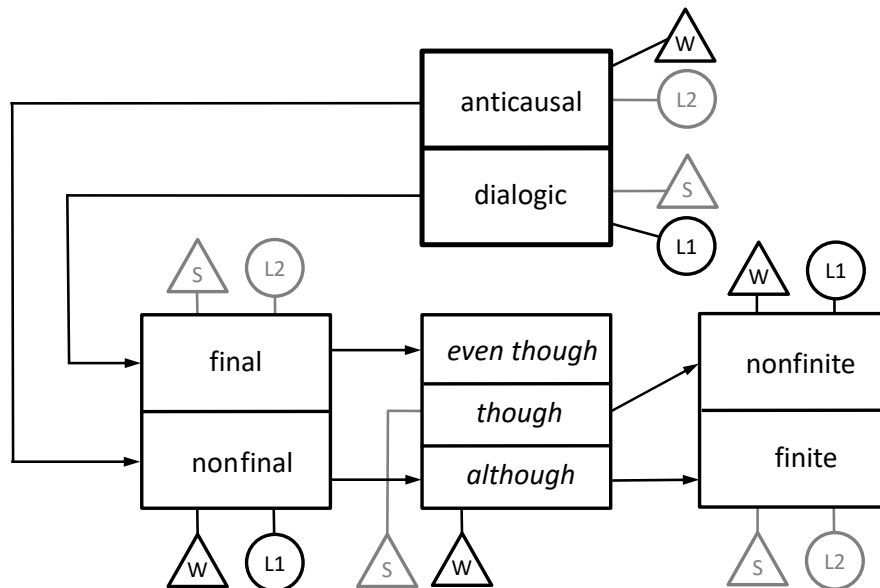 W
anticausal
L2
S
dialogic
L1
S
L2
W
L1
final
even though
nonfinite
though
nonfinal
although
finite
W
L1
S
W
S
L2